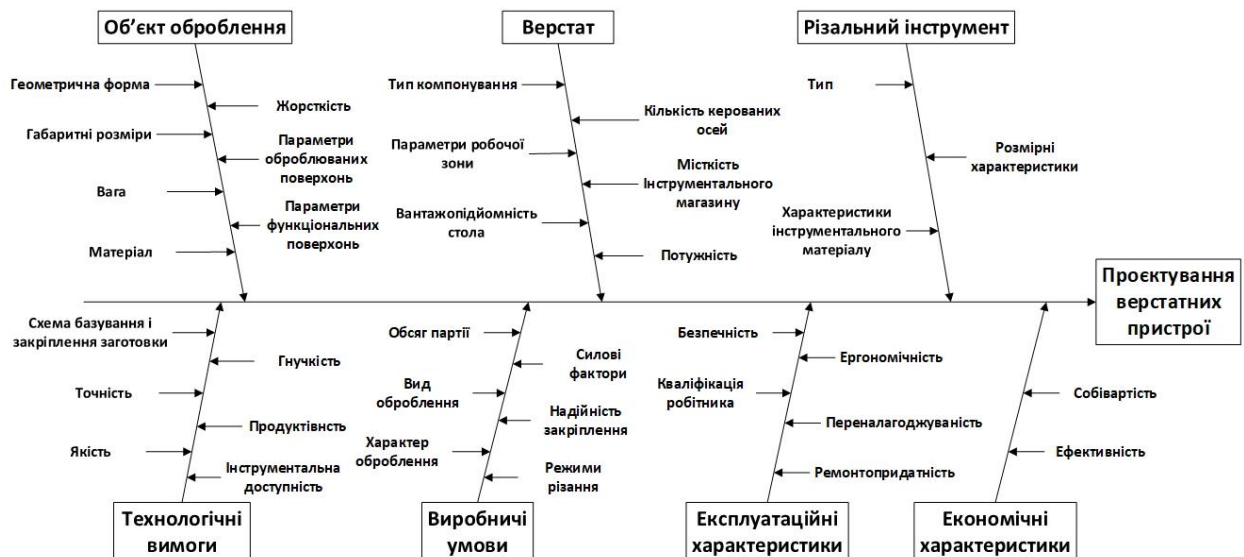 Об’єкт оброблення
Верстат
Різальний інструмент
Геометрична форма
Жорсткість
Габаритні розміри
Параметри
оброблюваних
поверхонь
Вага
Параметри
функціональних
поверхонь
Матеріал
Тип компонування
Кількість керованих
осей
Параметри робочої
зони
Місткість
Інструментального
магазину
Вантажопідйомність
стола
Потужність
Тип
Розмірні
характеристики
Характеристики
інструментального
матеріалу
Проєктування
верстатних
пристрої
Схема базування і
закріплення заготовки
Гнучкість
Точність
Продуктівнсть
Якість
Інструментальна
доступність
Технологічні
вимоги
Обсяг партії
Силові
фактори
Вид
оброблення
Надійність
закріплення
Характер
оброблення
Режими
різання
Виробничі
умови
Безпечність
Ергономічність
Кваліфікація
робітника
Переналагоджуваність
Ремонтопридатність
Експлуатаційні
характеристики
Собівартість
Ефективність
Економічні
характеристики